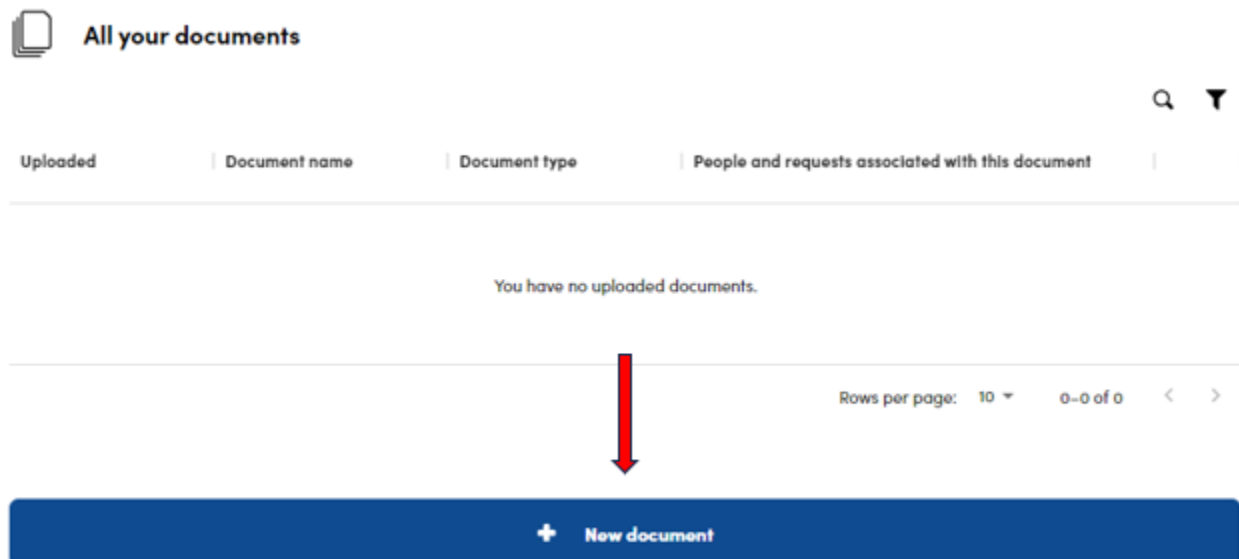 All your documents
Uploaded Document name Document type People and requests associated with this document
You have no uploaded documents.
Rows per page: 10 0–0 of 0
New document